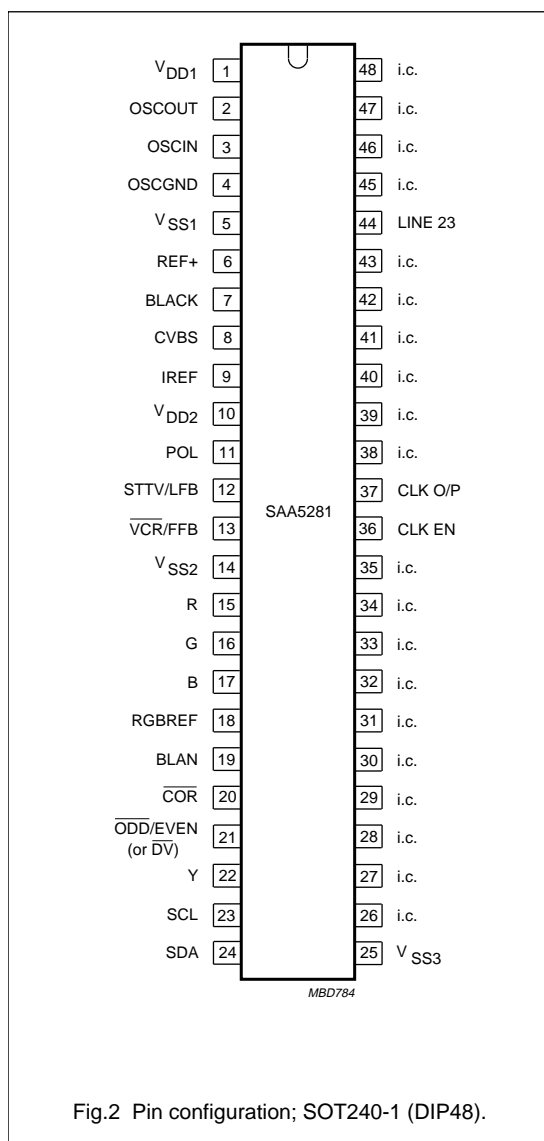 VDD1 1 48 i.c.
OSCOUT 2 47 i.c.
OSCIN 3 46 i.c.
OSCGND 4 45 i.c.
VSS1 5 44 LINE 23
REF+ 6 43 i.c.
BLACK 7 42 i.c.
CVBS 8 41 i.c.
IREF 9 40 i.c.
VDD2 10 39 i.c.
POL 11 38 i.c.
STTV/LFB 12 37 CLK O/P
SAA5281
VCR/FFB 13 36 CLK EN
VSS2 14 35 i.c.
R 15 34 i.c.
G 16 33 i.c.
B 17 32 i.c.
RGBREF 18 31 i.c.
BLAN 19 30 i.c.
COR 20 29 i.c.
ODD/EVEN 21 28 i.c.
(or DV)
Y 22 27 i.c.
SCL 23 26 i.c.
SDA 24 25 VSS3
MBD784
Fig.2 Pin configuration; SOT240-1 (DIP48).